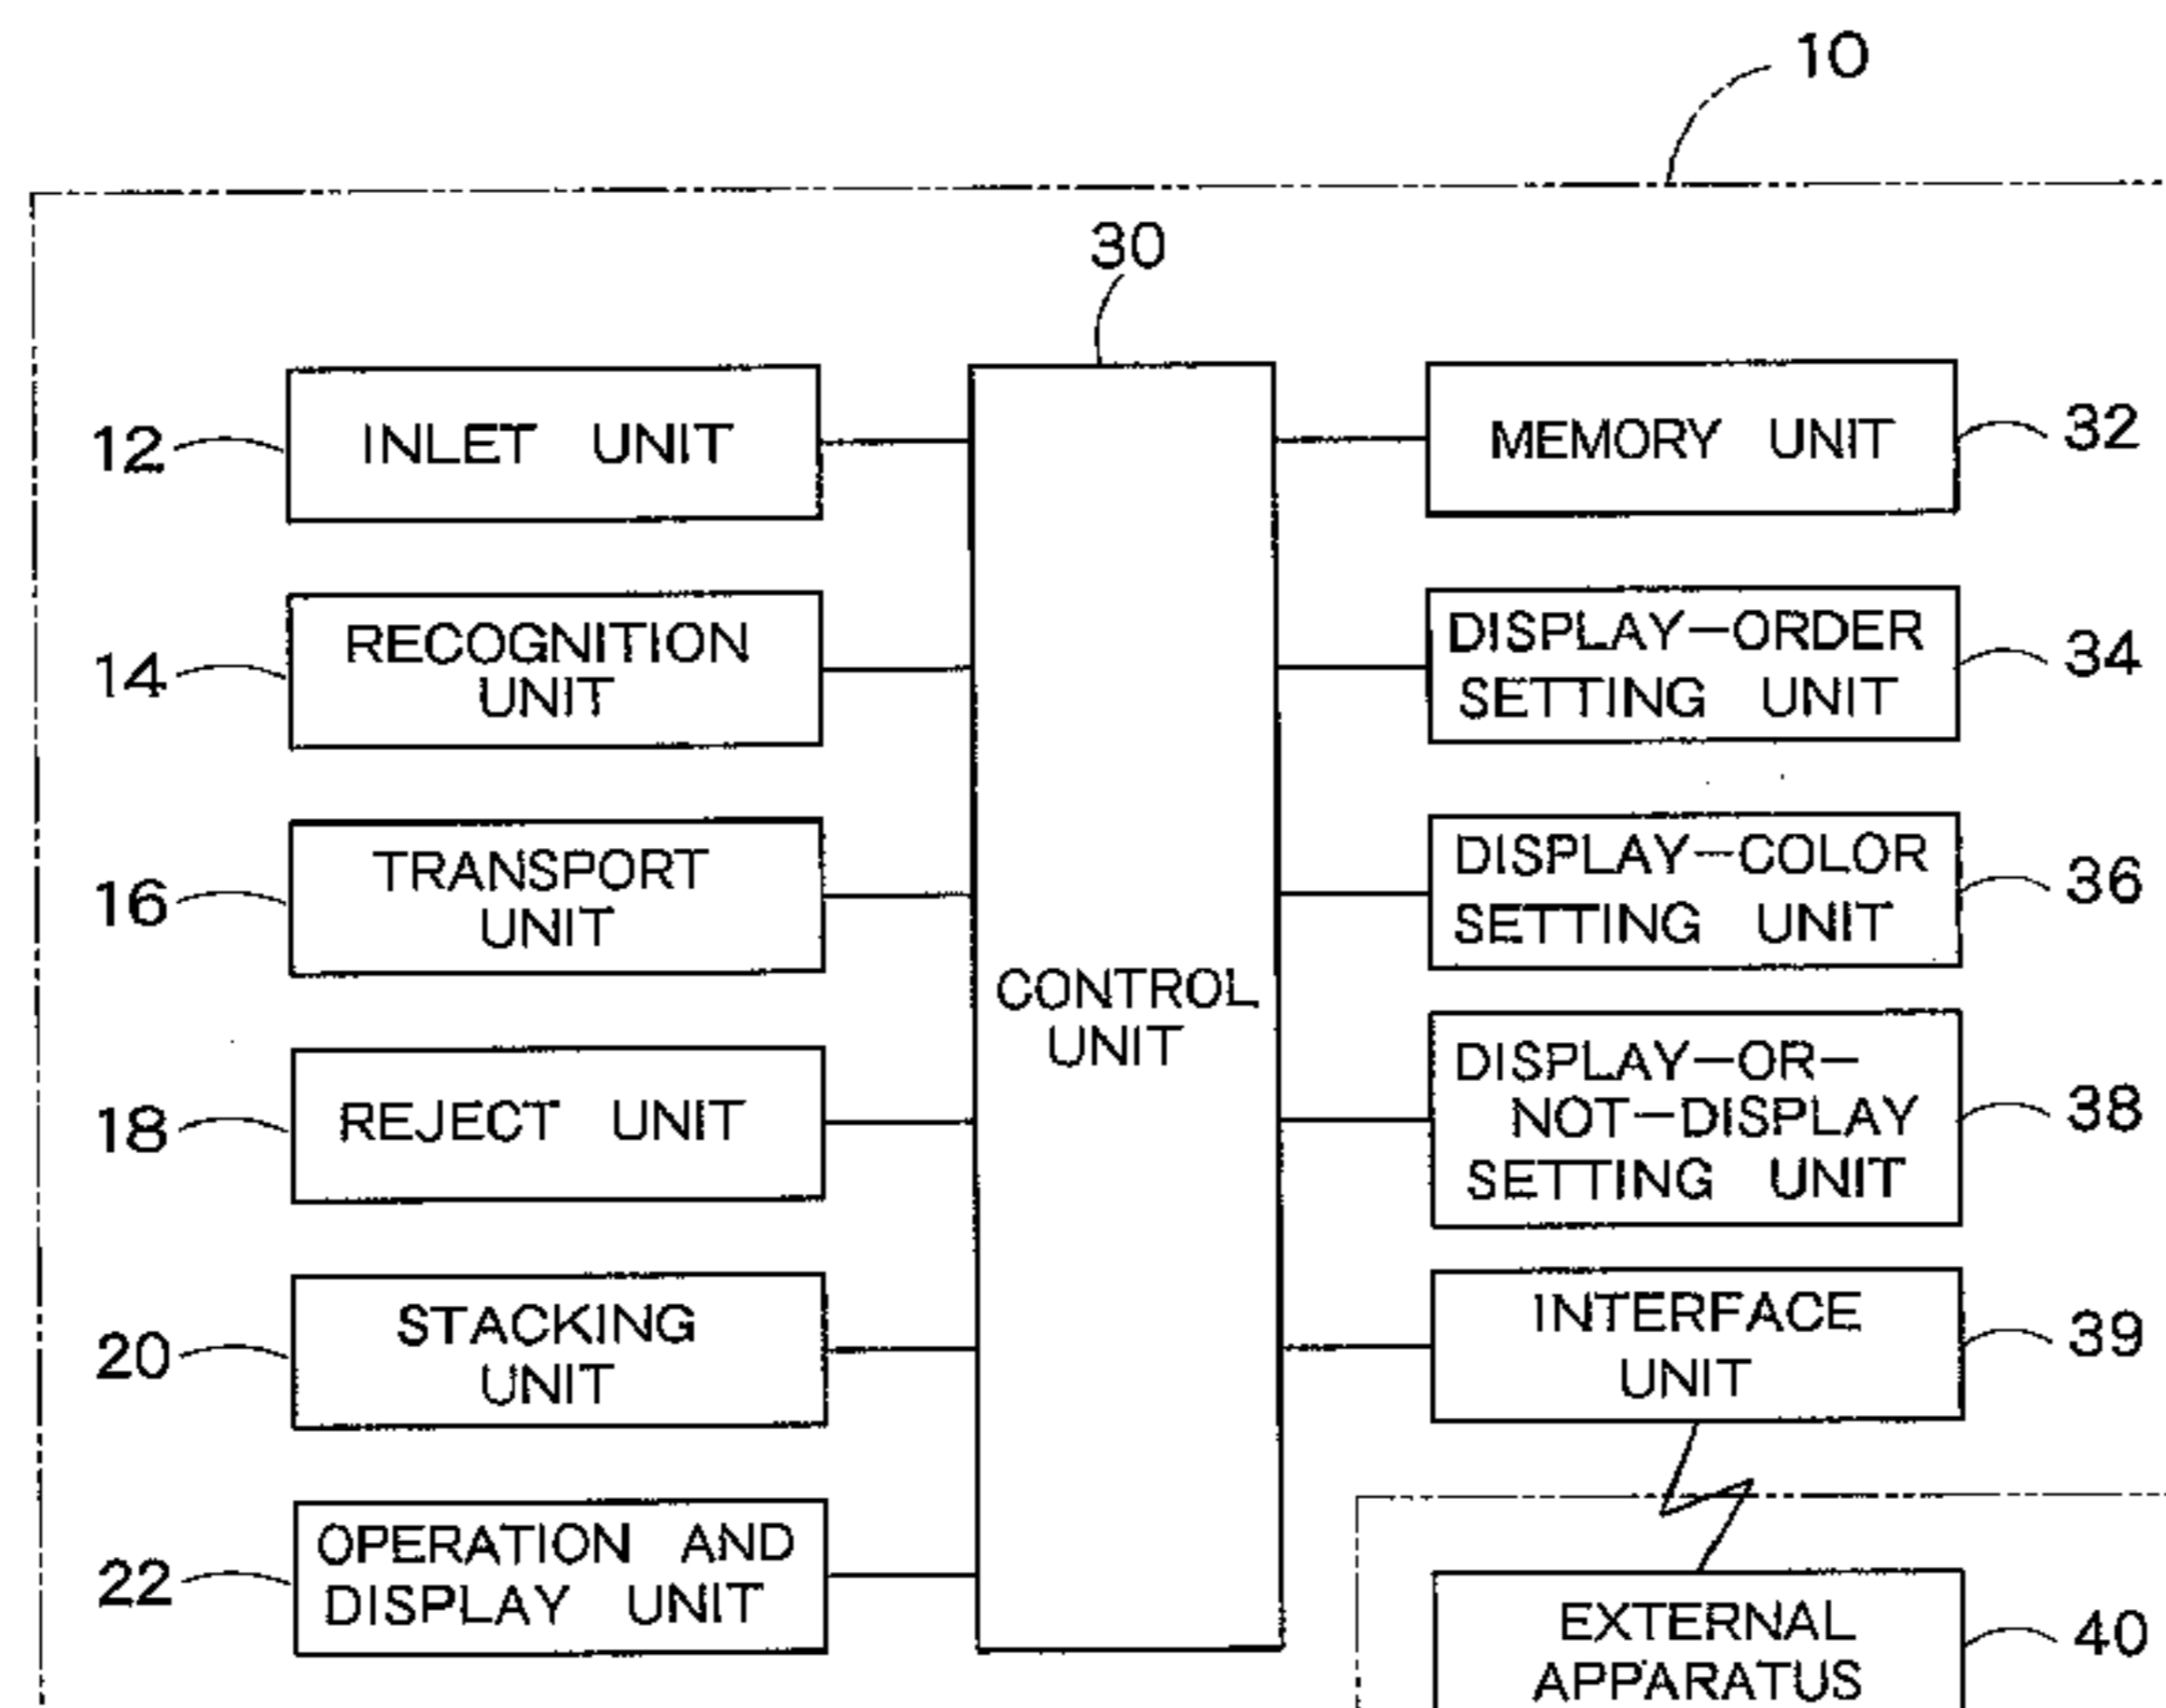 10
30
12
INLET UNIT
14
RECOGNITION
UNIT
16
TRANSPORT
UNIT
18
REJECT UNIT
20
STACKING
UNIT
22
OPERATION AND
DISPLAY UNIT
CONTROL
UNIT
MEMORY UNIT
32
DISPLAY-ORDER
SETTING UNIT
34
DISPLAY-COLOR
SETTING UNIT
36
DISPLAY-OR-
NOT-DISPLAY
SETTING UNIT
38
INTERFACE
UNIT
39
EXTERNAL
APPARATUS
40